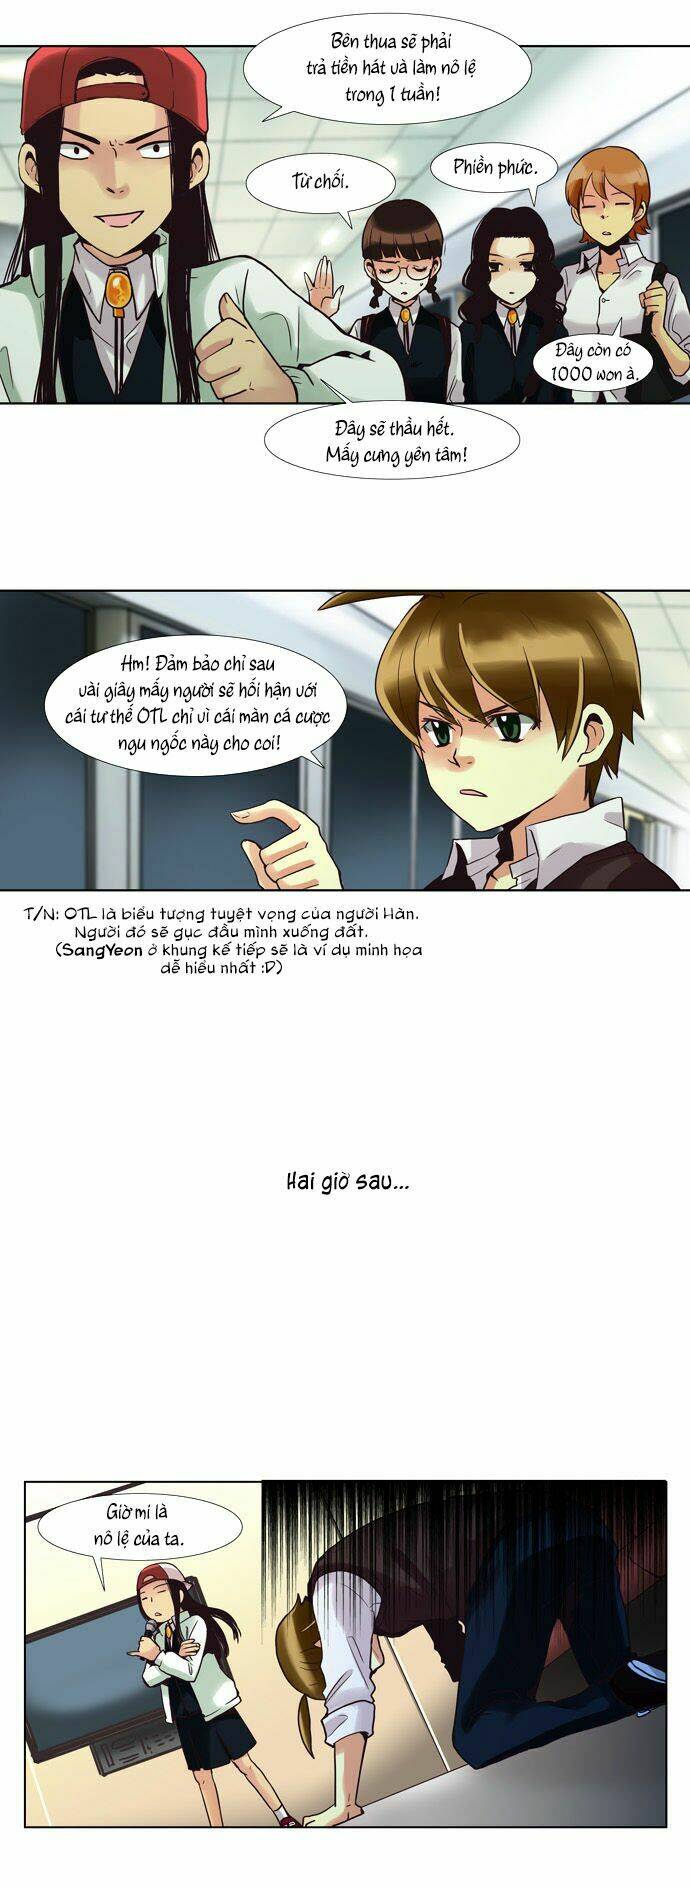 Bên thua sẽ phải
trả tiền hát và làm nô lệ
trong 1 tuần!
Từ chối.
Phiền phức.
Đây còn có
1000 won à.
Đây sẽ thầu hết.
Mấy cưng yên tâm!
Hm! Đảm bảo chỉ sau
vài giây mấy người sẽ hối hận với
cái tư thế OTL chỉ vì cái màn cá cược
ngu ngốc này cho coi!
T/N: OTL là biểu tượng tuyệt vọng của người Hàn.
Người đó sẽ gục đầu mình xuống đất.
(SangYeon ở khung kế tiếp sẽ là ví dụ minh họa
dễ hiểu nhất :D)
Hai giờ sau...
Giờ mi là
nô lệ của ta.